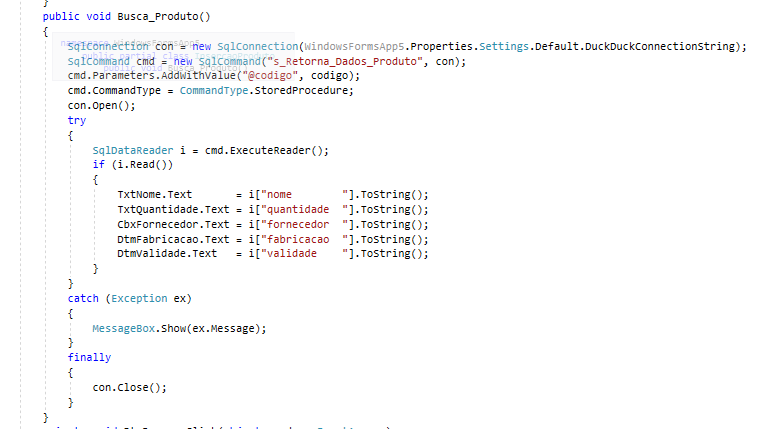 }
public void Busca_Produto()
{
SqlConnection con = new SqlConnection(WindowsFormsApp5.Properties.Settings.Default.DuckDuckConnectionString);
SqlCommand cmd = new SqlCommand("s_Retorna_Dados_Produto", con);
cmd.Parameters.AddWithValue("@codigo", codigo);
cmd.CommandType = CommandType.StoredProcedure;
con.Open();
try
{
SqlDataReader i = cmd.ExecuteReader();
if (i.Read())
{
TxtNome.Text       = i["nome        "].ToString();
TxtQuantidade.Text = i["quantidade  "].ToString();
CbxFornecedor.Text = i["fornecedor  "].ToString();
DtmFabricacao.Text = i["fabricacao  "].ToString();
DtmValidade.Text   = i["validade    "].ToString();
}
}
catch (Exception ex)
{
MessageBox.Show(ex.Message);
}
finally
{
con.Close();
}
}